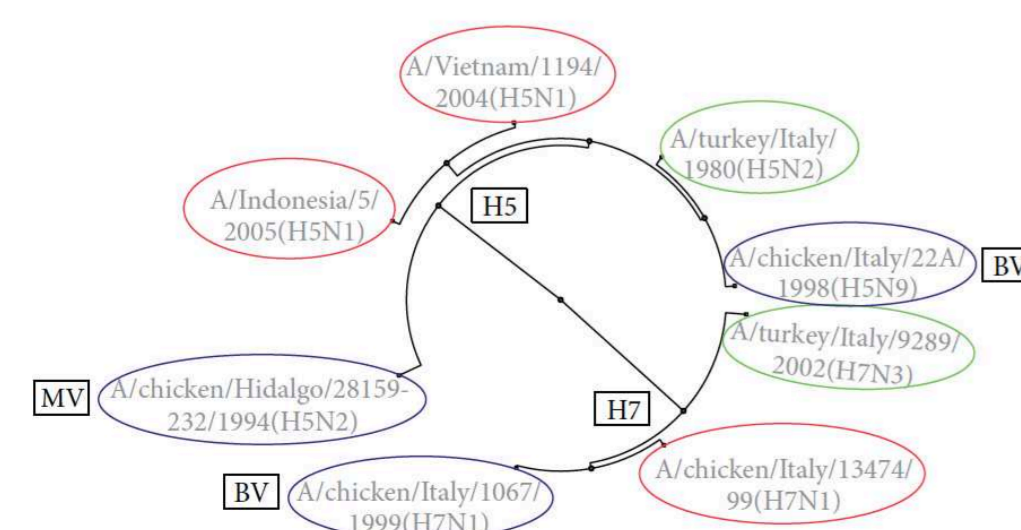 A/Vietnam/1194/
2004(H5N1)
A/turkey/Italy/
1980(H5N2)
A/Indonesia/5/
2005(H5N1)
H5
A/chicken/Italy/22A/
1998(H5N9)
BV
A/turkey/Italy/9289/
2002(H7N3)
MV
A/chicken/Hidalgo/28159-
232/1994(H5N2)
H7
A/chicken/Italy/13474/
99(H7N1)
BV
A/chicken/Italy/1067/
1999(H7N1)